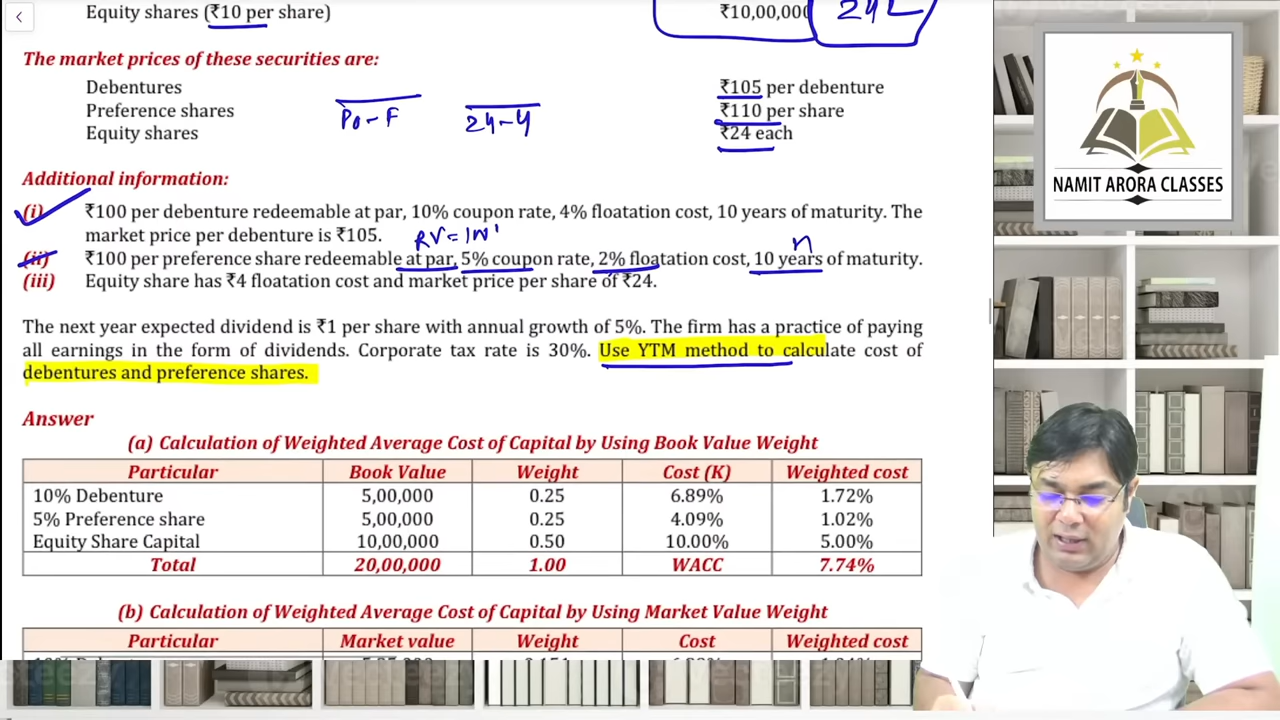 Equity shares (₹10 per share) ₹10,00,000 24L
The market prices of these securities are:
Debentures ₹105 per debenture
Preference shares ₹110 per share
Equity shares ₹24 each
P0-F 24-4
Additional information:
(i) ₹100 per debenture redeemable at par, 10% coupon rate, 4% floatation cost, 10 years of maturity. The
market price per debenture is ₹105.
RV = n
(ii) ₹100 per preference share redeemable at par, 5% coupon rate, 2% floatation cost, 10 years of maturity.
(iii) Equity share has ₹4 floatation cost and market price per share of ₹24.
The next year expected dividend is ₹1 per share with annual growth of 5%. The firm has a practice of paying
all earnings in the form of dividends. Corporate tax rate is 30%. Use YTM method to calculate cost of
debentures and preference shares.
Answer
(a) Calculation of Weighted Average Cost of Capital by Using Book Value Weight
Particular Book Value Weight Cost (K) Weighted cost
10% Debenture 5,00,000 0.25 6.89% 1.72%
5% Preference share 5,00,000 0.25 4.09% 1.02%
Equity Share Capital 10,00,000 0.50 10.00% 5.00%
Total 20,00,000 1.00 WACC 7.74%
(b) Calculation of Weighted Average Cost of Capital by Using Market Value Weight
Particular Market value Weight Cost Weighted cost
NAMIT ARORA CLASSES